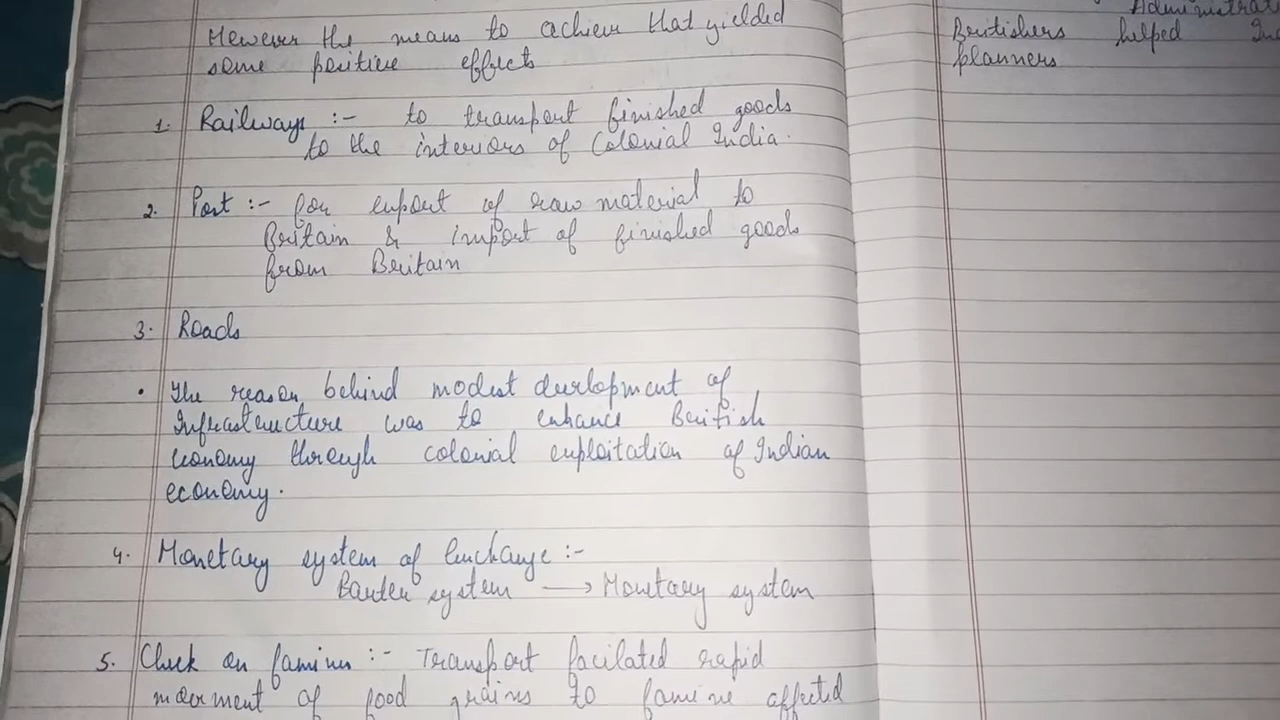 However the means to achieve that yielded
some positive effects
1. Railways :- to transport finished goods
to the interiors of Colonial India.
2. Port :- for export of raw material to
Britain & import of finished goods
from Britain
3. Roads
• The reason behind modest development of
Infrastructure was to enhance British
economy through colonial exploitation of Indian
economy.
4. Monetary system of Exchange :-
Barter system → Monetary system
5. Check on famines :- Transport facilated rapid
movement of food grains to famine affected
Britishers helped
planners